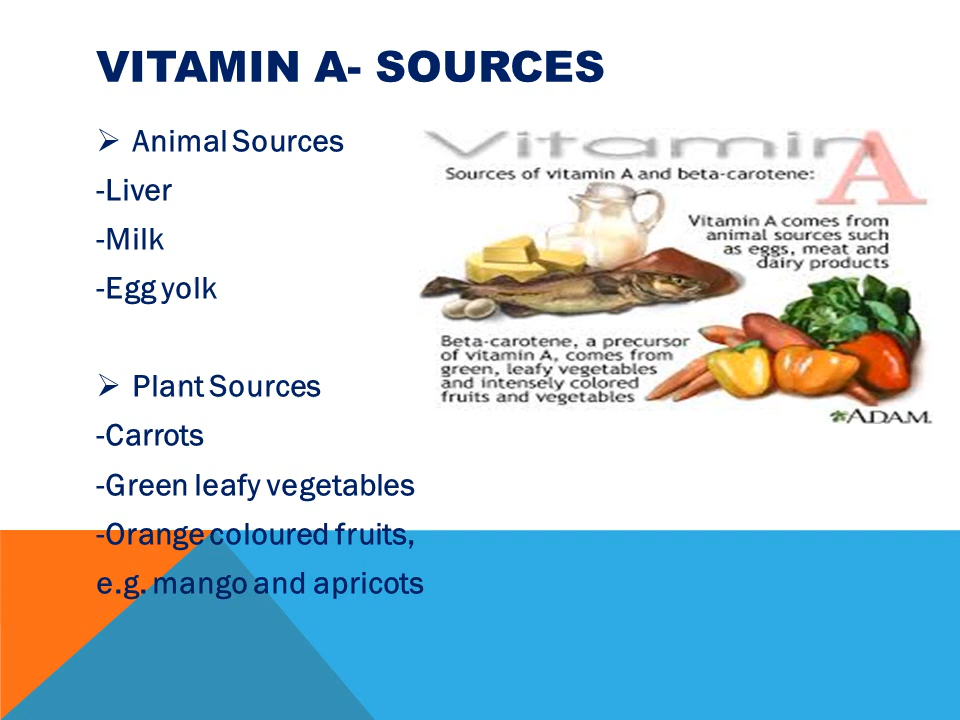 VITAMIN A- SOURCES
➢ Animal Sources
-Liver
-Milk
-Egg yolk
➢ Plant Sources
-Carrots
-Green leafy vegetables
-Orange coloured fruits,
e.g. mango and apricots
Vitamin A
Sources of vitamin A and beta-carotene:
Vitamin A comes from
animal sources such
as eggs, meat and
dairy products
Beta-carotene, a precursor
of vitamin A, comes from
green, leafy vegetables
and intensely colored
fruits and vegetables
ADAM.